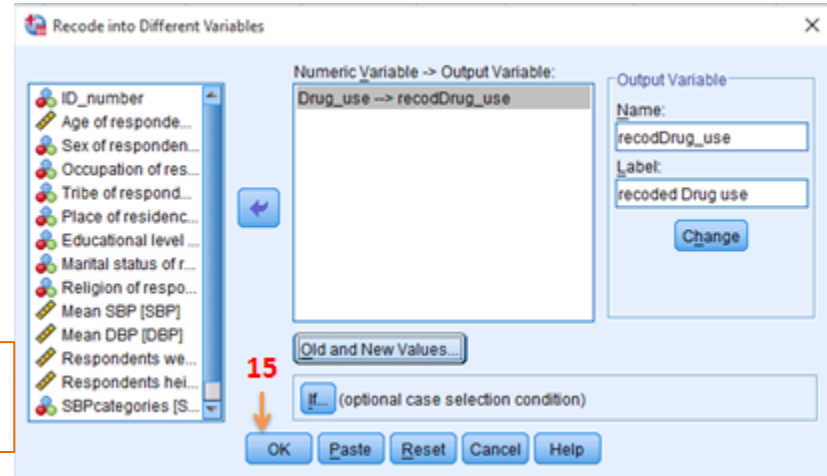 Recode into Different Variables
ID_number
Age of responde...
Sex of responden...
Occupation of res...
Tribe of respond...
Place of residenc...
Educational level ...
Marital status of r...
Religion of respo...
Mean SBP [SBP]
Mean DBP [DBP]
Respondents we...
Respondents hei...
SBPcategories [S...
Numeric Variable -> Output Variable:
Drug_use --> recodDrug_use
Output Variable
Name:
recodDrug_use
Label:
recoded Drug use
Change
Old and New Values...
15
If... (optional case selection condition)
OK Paste Reset Cancel Help